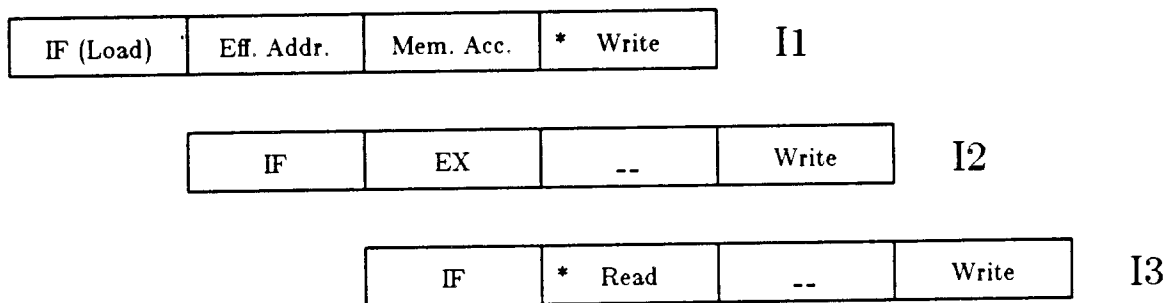 IF (Load) Eff. Addr. Mem. Acc. * Write I1
IF EX -- Write I2
IF * Read -- Write I3